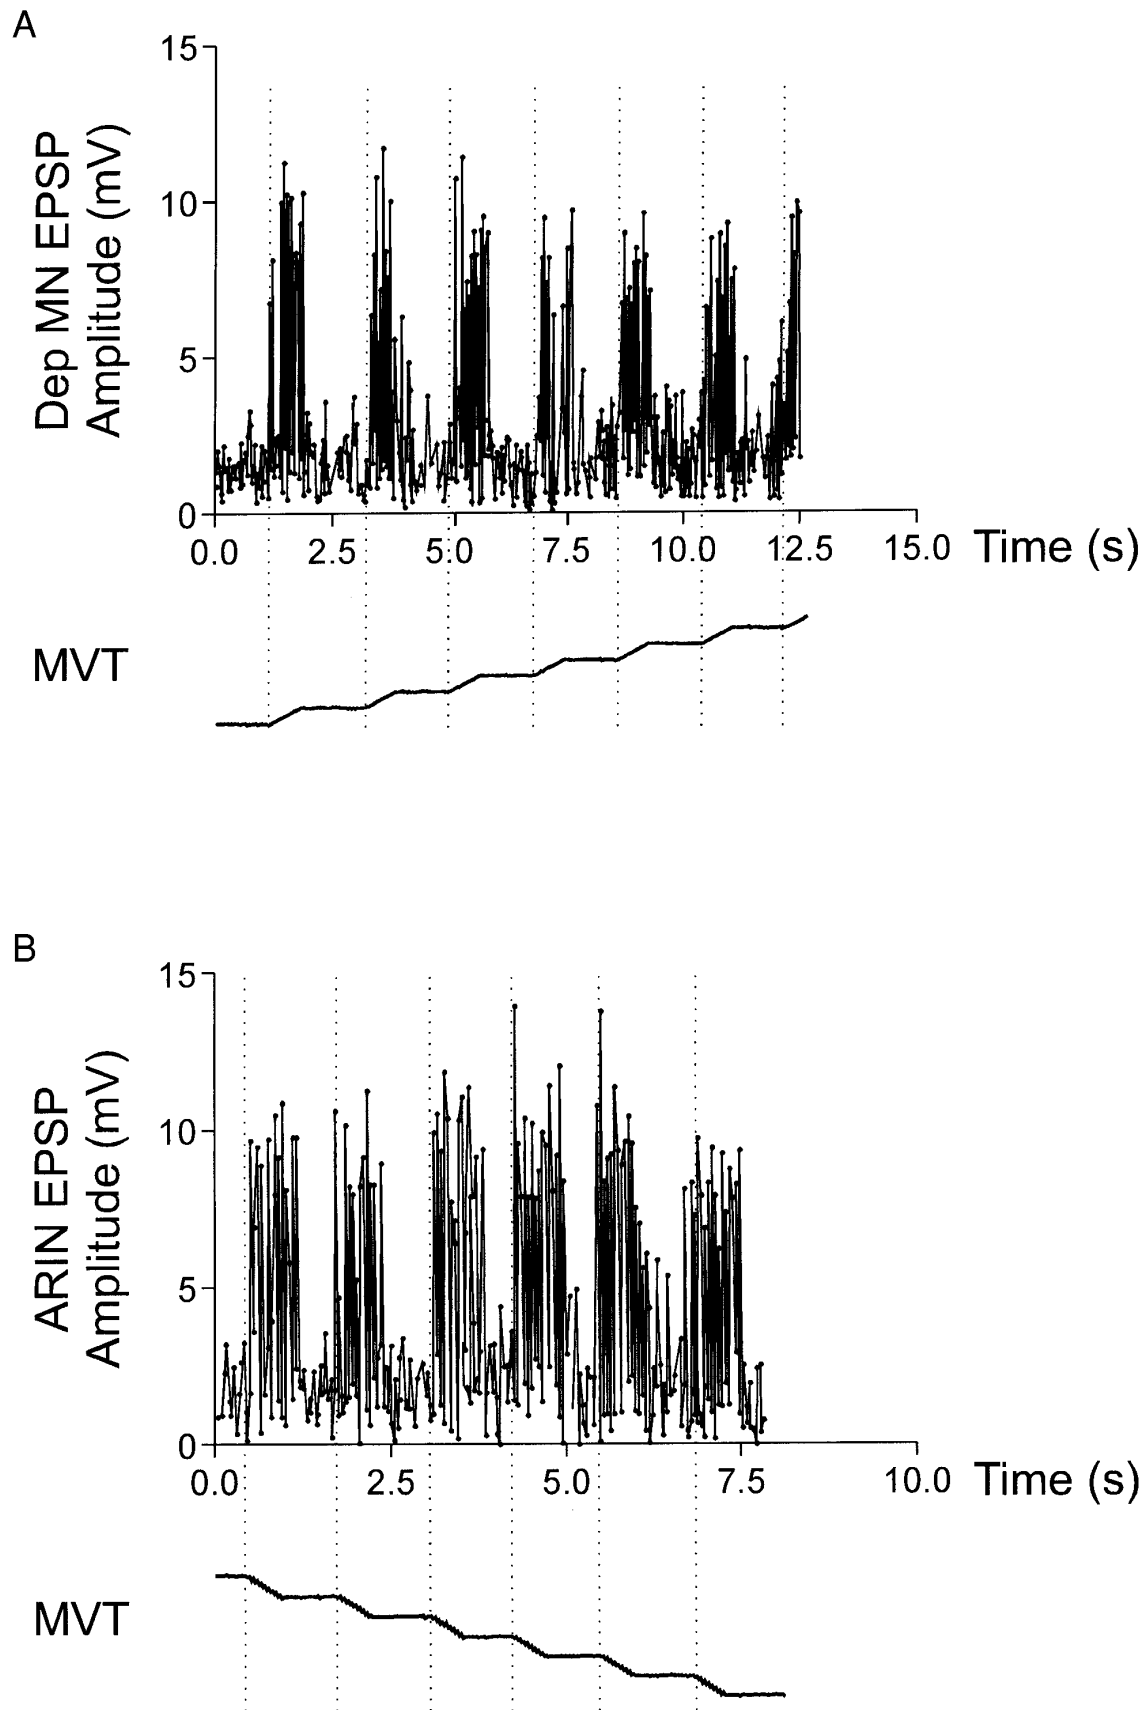 A
15
10
5
0
Dep MN EPSP
Amplitude (mV)
0.0 2.5 5.0 7.5 10.0 12.5 15.0 Time (s)
MVT
B
15
10
5
0
ARIN EPSP
Amplitude (mV)
0.0 2.5 5.0 7.5 10.0 Time (s)
MVT